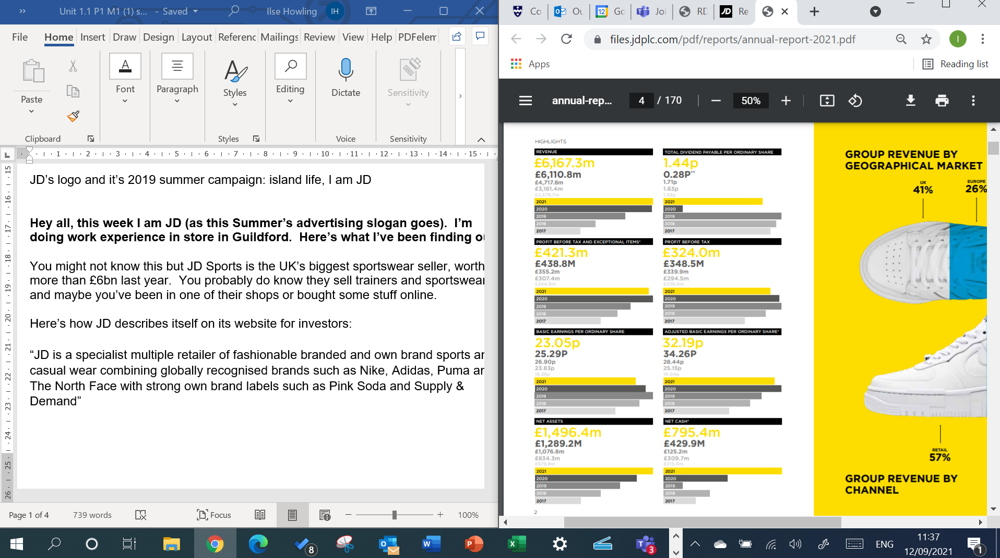 Unit 1.1 P1 M1 (1) s... - Saved
Ilse Howling
IH
File
Home
Insert
Draw
Design
Layout
Referenc
Mailings
Review
View
Help
PDFelem
Paste
Font
Paragraph
Styles
Editing
Dictate
Sensitivity
Clipboard
Styles
Voice
Sensitivity
1 2 3 4 5 6 7 8 9 10 11 12 13 14 15
15
16
17
18
19
20
21
22
23
24
25
26
JD’s logo and it’s 2019 summer campaign: island life, I am JD
Hey all, this week I am JD (as this Summer’s advertising slogan goes). I’m
doing work experience in store in Guildford. Here’s what I’ve been finding o
You might not know this but JD Sports is the UK’s biggest sportswear seller, worth
more than £6bn last year. You probably do know they sell trainers and sportswear
and maybe you’ve been in one of their shops or bought some stuff online.
Here’s how JD describes itself on its website for investors:
“JD is a specialist multiple retailer of fashionable branded and own brand sports ar
casual wear combining globally recognised brands such as Nike, Adidas, Puma ar
The North Face with strong own brand labels such as Pink Soda and Supply &
Demand”
Page 1 of 4
739 words
Focus
100%
Co
Ou
12
Go
Joi
RD
JD
Re
files.jdplc.com/pdf/reports/annual-report-2021.pdf
I
Apps
Reading list
annual-rep...
4 / 170
50%
HIGHLIGHTS
REVENUE
£6,167.3m
£6,110.8m
£4,717.8m
£3,161.4m
£2,378.7m
2021
2020
2019
2018
2017
TOTAL DIVIDEND PAYABLE PER ORDINARY SHARE
1.44p
0.28P**
1.71p
1.63p
1.55p
2021
2020
2019
2018
2017
PROFIT BEFORE TAX AND EXCEPTIONAL ITEMS*
£421.3m
£438.8M
£355.2m
£307.4m
£244.8m
2021
2020
2019
2018
2017
PROFIT BEFORE TAX
£324.0m
£348.5M
£339.9m
£294.5m
£238.4m
2021
2020
2019
2018
2017
BASIC EARNINGS PER ORDINARY SHARE
23.05p
25.29P
26.90p
23.83p
18.38p
2021
2020
2019
2018
2017
ADJUSTED BASIC EARNINGS PER ORDINARY SHARE*
32.19p
34.26P
28.44p
25.15p
19.04p
2021
2020
2019
2018
2017
NET ASSETS
£1,496.4m
£1,289.2M
£1,076.8m
£834.3m
£578.8m
2021
2020
2019
2018
2017
NET CASH*
£795.4m
£429.9M
£125.2m
£309.7m
£213.6m
2021
2020
2019
2018
2017
2
GROUP REVENUE BY
GEOGRAPHICAL MARKET
UK
41%
EUROPE
26%
RETAIL
57%
GROUP REVENUE BY
CHANNEL
8
3
ENG
11:37
12/09/2021
1